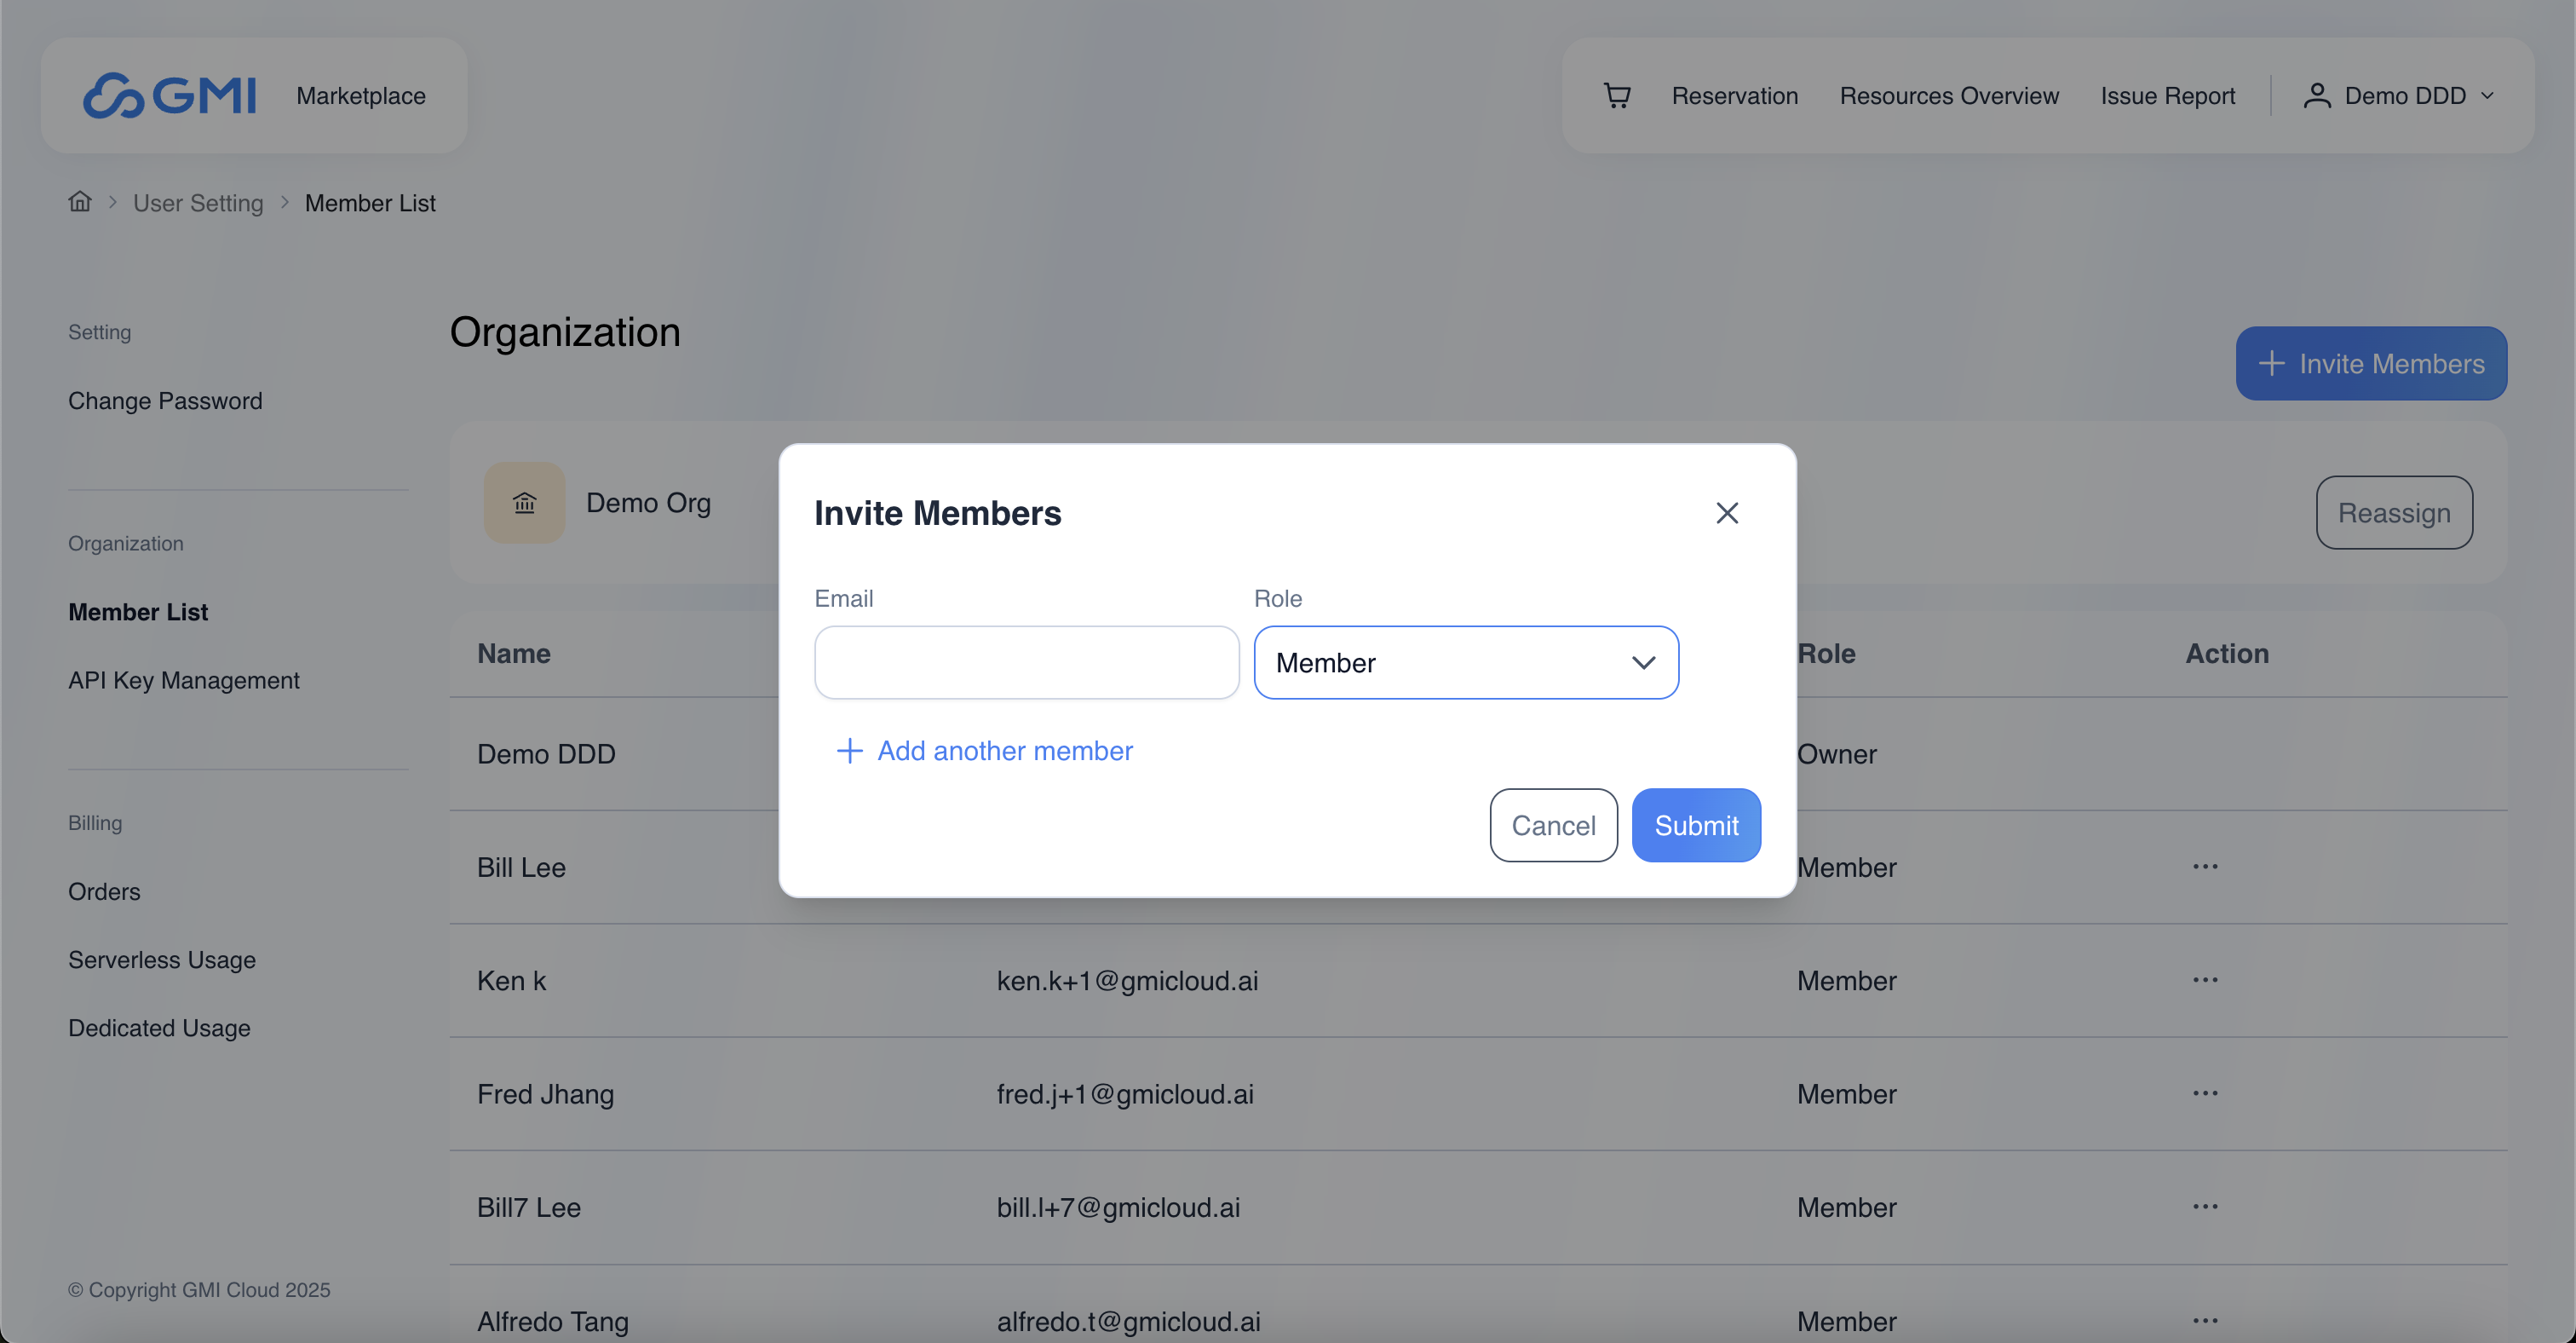 GMI
Marketplace
Reservation
Resources Overview
Issue Report
Demo DDD
User Setting
Member List
Setting
Change Password
Organization
Member List
API Key Management
Billing
Orders
Serverless Usage
Dedicated Usage
© Copyright GMI Cloud 2025
Organization
Invite Members
Demo Org
Reassign
Name Role Action
Demo DDD Owner
Bill Lee Member
Ken k ken.k+1@gmicloud.ai Member
Fred Jhang fred.j+1@gmicloud.ai Member
Bill7 Lee bill.l+7@gmicloud.ai Member
Alfredo Tang alfredo.t@gmicloud.ai Member
Invite Members
Email Role
Member
Add another member
Cancel Submit